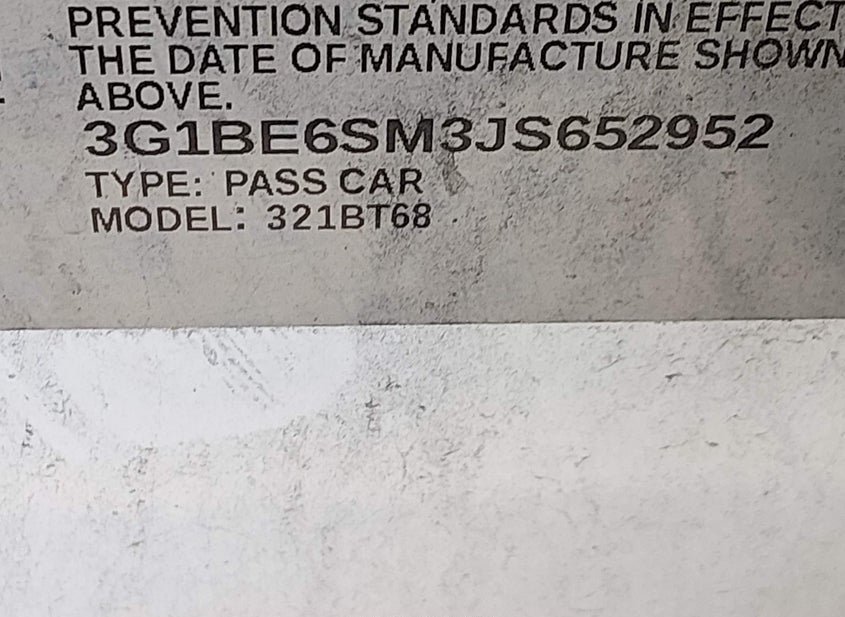 PREVENTION STANDARDS IN EFFECT
THE DATE OF MANUFACTURE SHOWN
ABOVE.
3G1BE6SM3JS652952
TYPE: PASS CAR
MODEL: 321BT68